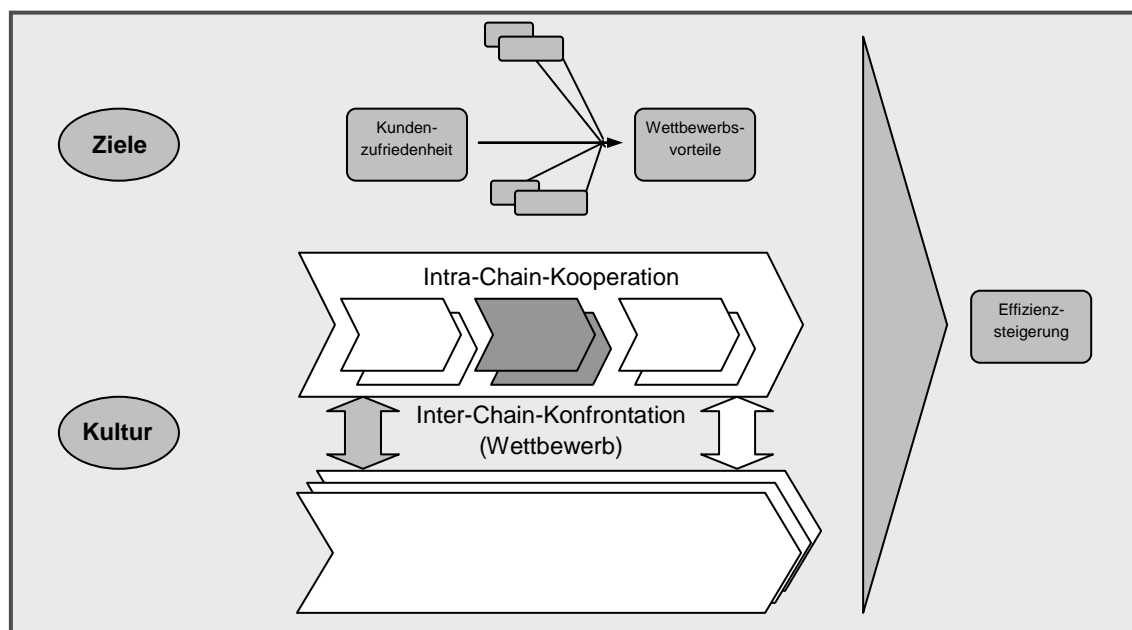 Ziele
Kunden-
zufriedenheit
Wettbewerbs-
vorteile
Intra-Chain-Kooperation
Effizienz-
steigerung
Kultur
Inter-Chain-Konfrontation
(Wettbewerb)